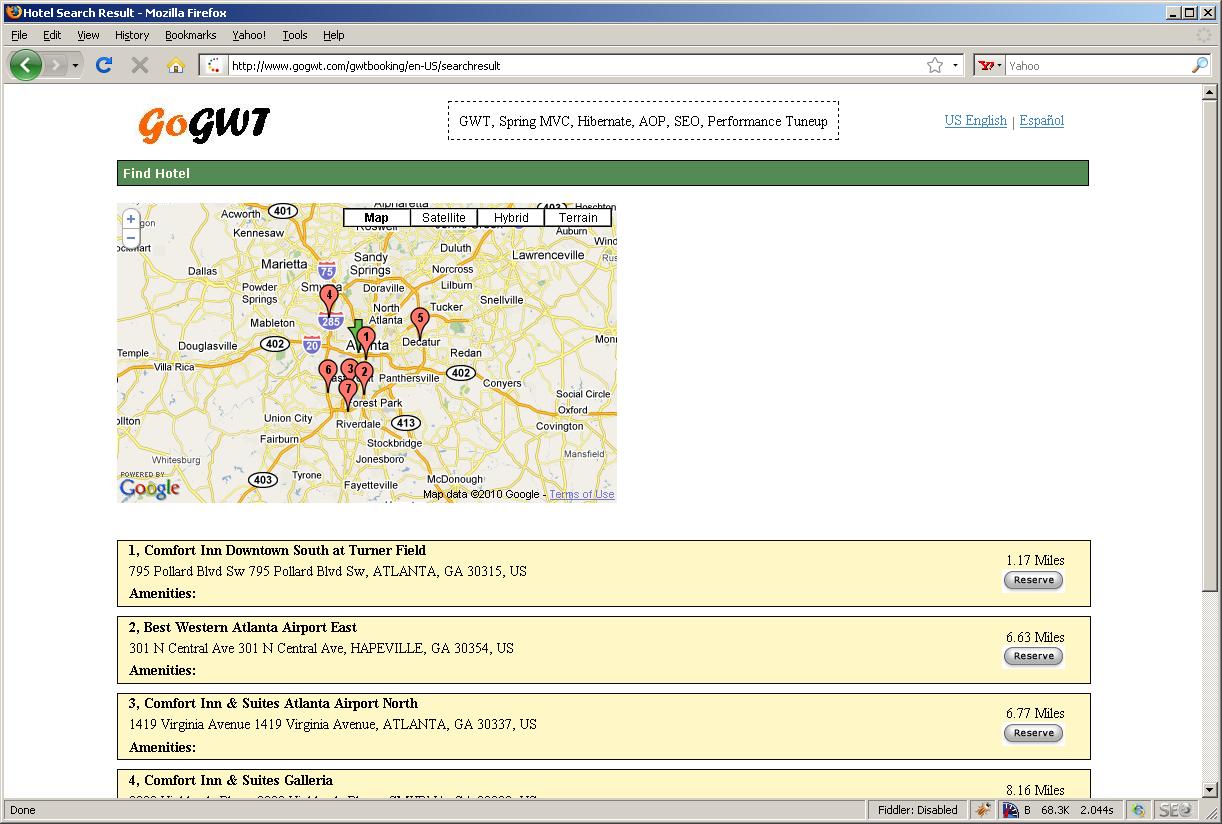 Hotel Search Result - Mozilla Firefox
File Edit View History Bookmarks Yahoo! Tools Help
http://www.gogwt.com/gwtbooking/en-US/searchresult
Yahoo
GoGWT
GWT, Spring MVC, Hibernate, AOP, SEO, Performance Tuneup
US English | Español
Find Hotel
Map Satellite Hybrid Terrain
Acworth 401
Hoschton
Kennesaw
Auburn
Duluth
Lawrenceville
Marietta 75 Sandy Springs
Norcross
Dallas
Powder Springs
Doraville Lilburn
4
Snellville
North Atlanta Tucker
5
Mableton 285
1
Douglasville 402 20 Decatur
Redan
Temple
Villa Rica
6 3 2 Panthersville 402
Conyers
7
Forest Park
Social Circle
Oxford
Union City Riverdale 413
Covington
Fairburn Stockbridge
Whitesburg Jonesboro Mansfield
403 Tyrone
Fayetteville McDonough
POWERED BY
Google
Map data ©2010 Google - Terms of Use
1, Comfort Inn Downtown South at Turner Field
795 Pollard Blvd Sw 795 Pollard Blvd Sw, ATLANTA, GA 30315, US
Amenities:
1.17 Miles
Reserve
2, Best Western Atlanta Airport East
301 N Central Ave 301 N Central Ave, HAPEVILLE, GA 30354, US
Amenities:
6.63 Miles
Reserve
3, Comfort Inn & Suites Atlanta Airport North
1419 Virginia Avenue 1419 Virginia Avenue, ATLANTA, GA 30337, US
Amenities:
6.77 Miles
Reserve
4, Comfort Inn & Suites Galleria
8.16 Miles
Done
Fiddler: Disabled
B 68.3K 2.044s
SEO